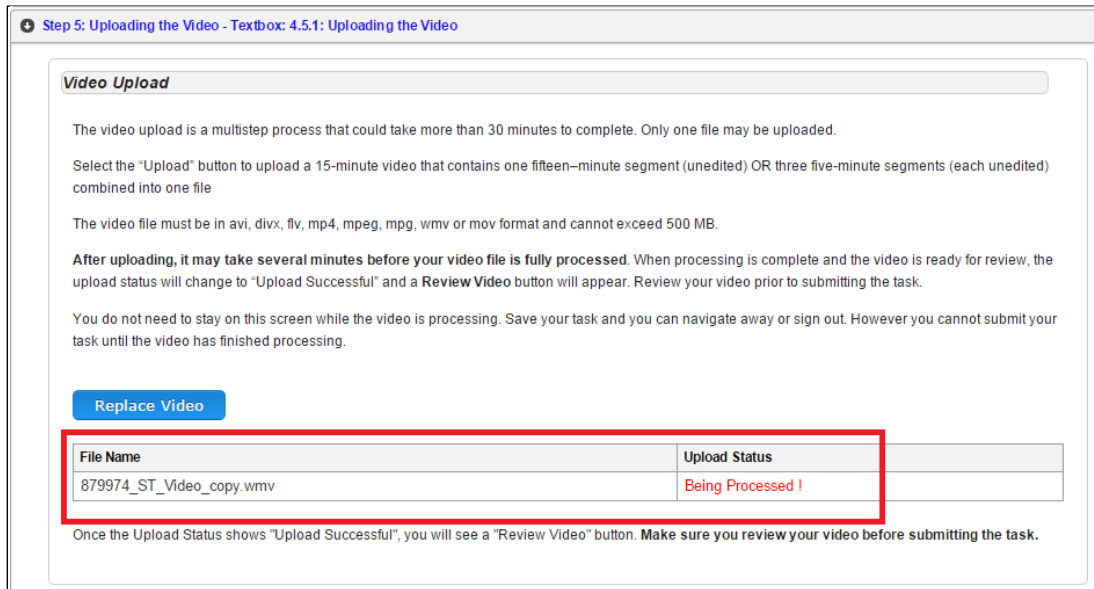 Step 5: Uploading the Video - Textbox: 4.5.1: Uploading the Video
Video Upload
The video upload is a multistep process that could take more than 30 minutes to complete. Only one file may be uploaded.
Select the “Upload” button to upload a 15-minute video that contains one fifteen–minute segment (unedited) OR three five-minute segments (each unedited)
combined into one file
The video file must be in avi, divx, flv, mp4, mpeg, mpg, wmv or mov format and cannot exceed 500 MB.
After uploading, it may take several minutes before your video file is fully processed. When processing is complete and the video is ready for review, the
upload status will change to “Upload Successful” and a Review Video button will appear. Review your video prior to submitting the task.
You do not need to stay on this screen while the video is processing. Save your task and you can navigate away or sign out. However you cannot submit your
task until the video has finished processing.
Replace Video
File Name Upload Status
879974_ST_Video_copy.wmv Being Processed !
Once the Upload Status shows "Upload Successful", you will see a "Review Video" button. Make sure you review your video before submitting the task.